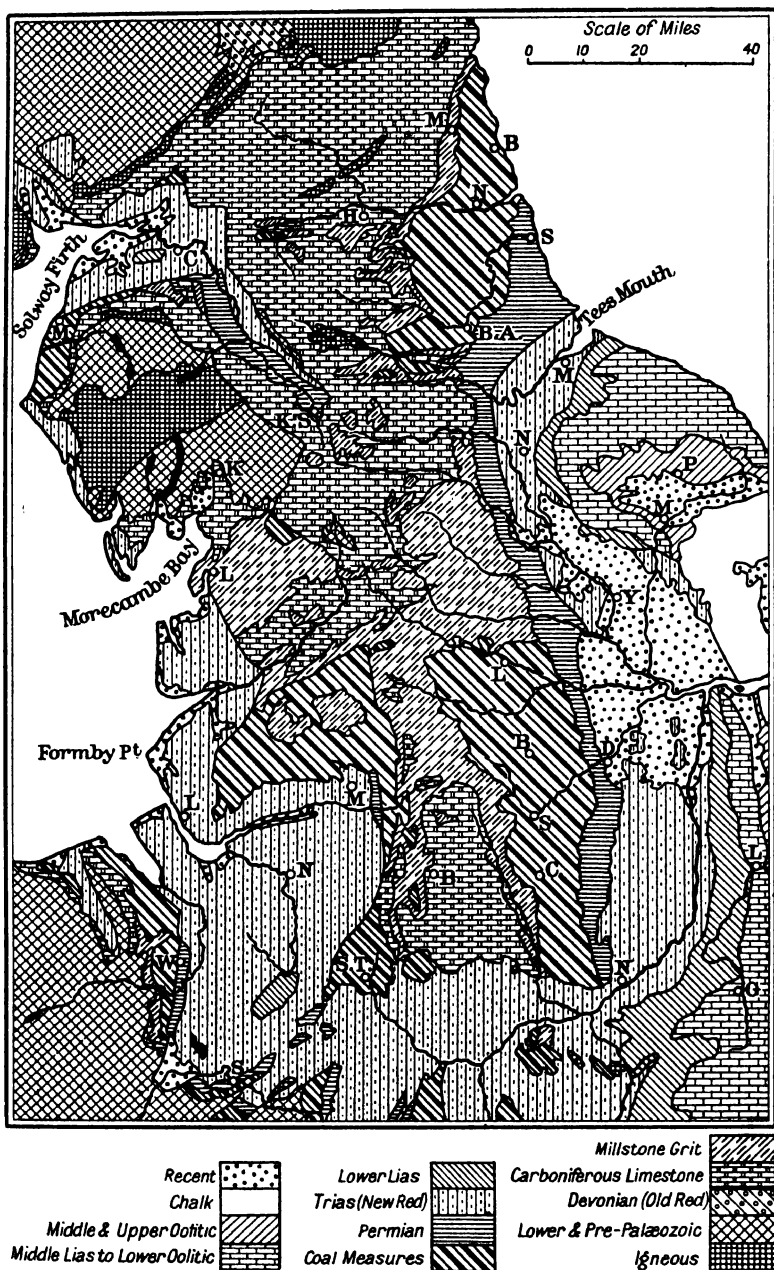 Scale of Miles
0 20 40
M
B
N
H
S
Solway Firth
C
Tees Mouth
B.A.
M
M
K.S.
N
P
K
M
Morecambe Bay
L
Y
L
Formby Pt
B
D
M
L
S
L
N
B
C
W
S.T.
N
G
S
Millstone Grit
Recent
Lower Lias
Carboniferous Limestone
Chalk
Trias (New Red)
Devonian (Old Red)
Middle & Upper Oolitic
Permian
Lower & Pre-Palæozoic
Middle Lias to Lower Oolitic
Coal Measures
Igneous